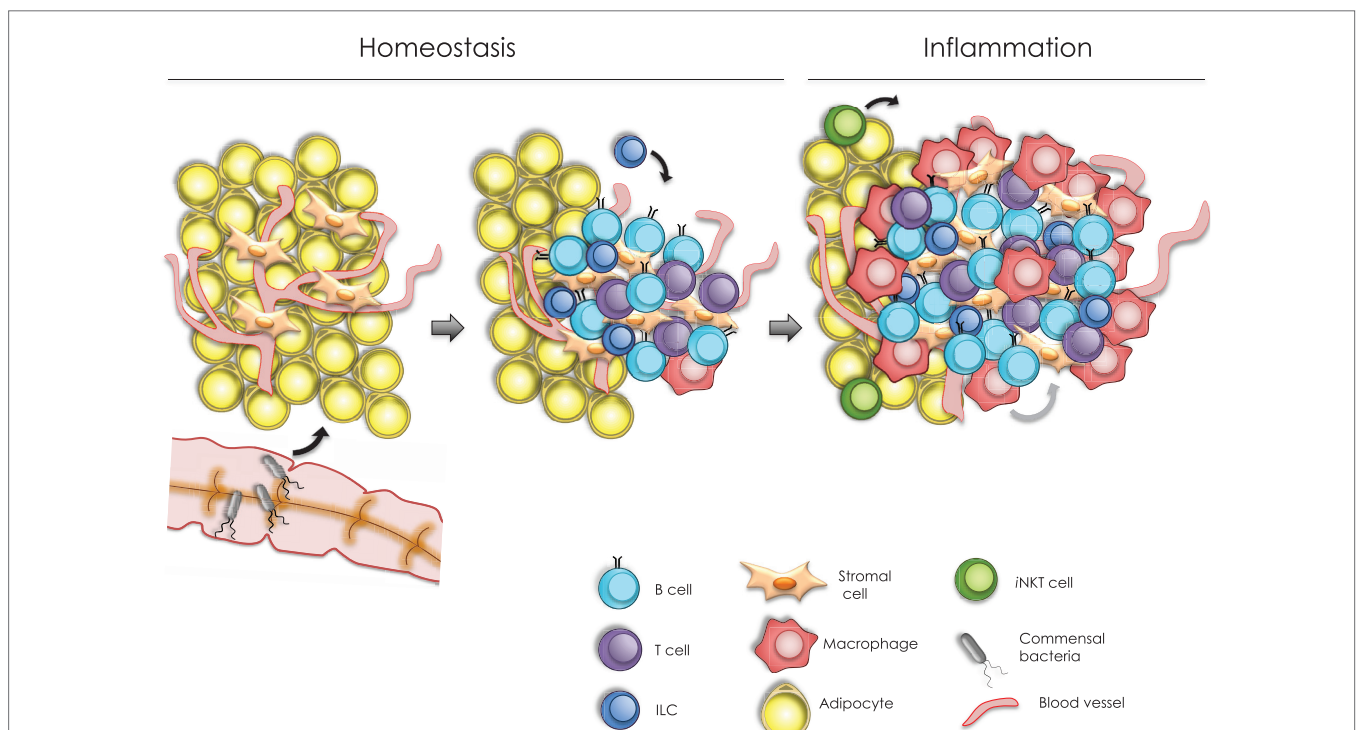 Homeostasis
Inflammation
B cell
Stromal
cell
iNKT cell
T cell
Macrophage
Commensal
bacteria
ILC
Adipocyte
Blood vessel